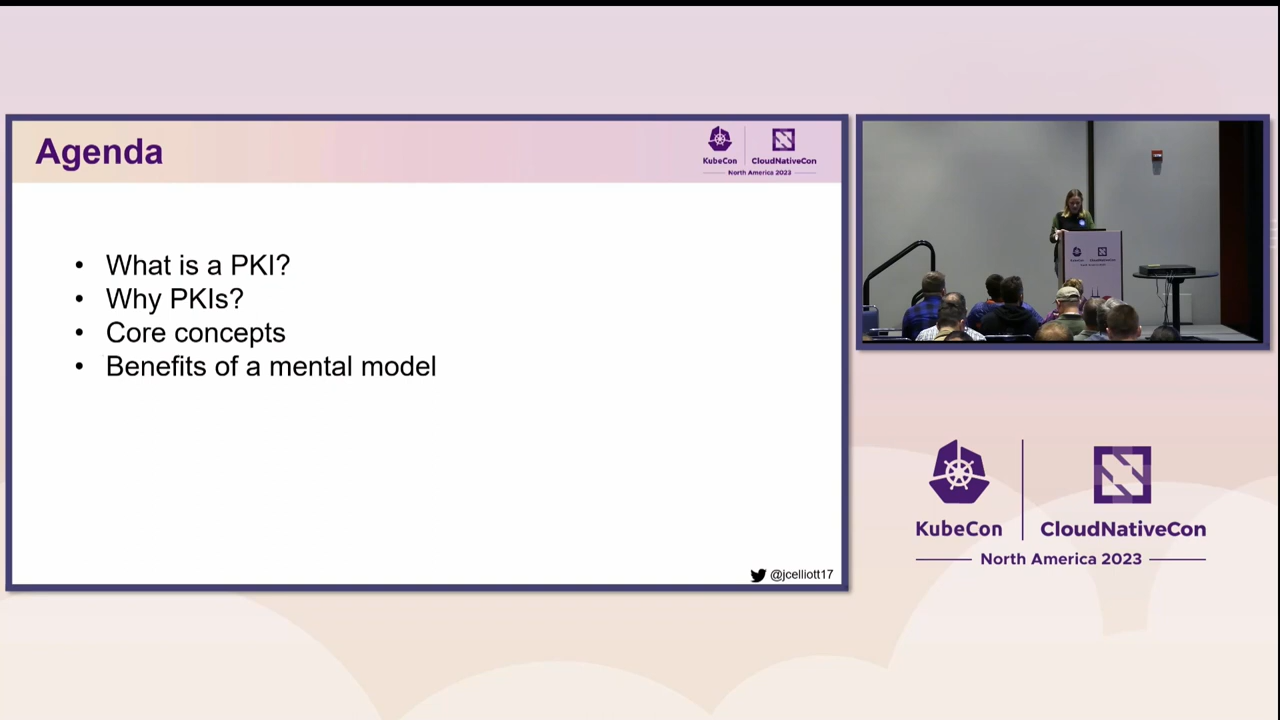 Agenda
KubeCon
CloudNativeCon
North America 2023
What is a PKI?
Why PKIs?
Core concepts
Benefits of a mental model
@jcelliott17
KubeCon
CloudNativeCon
North America 2023